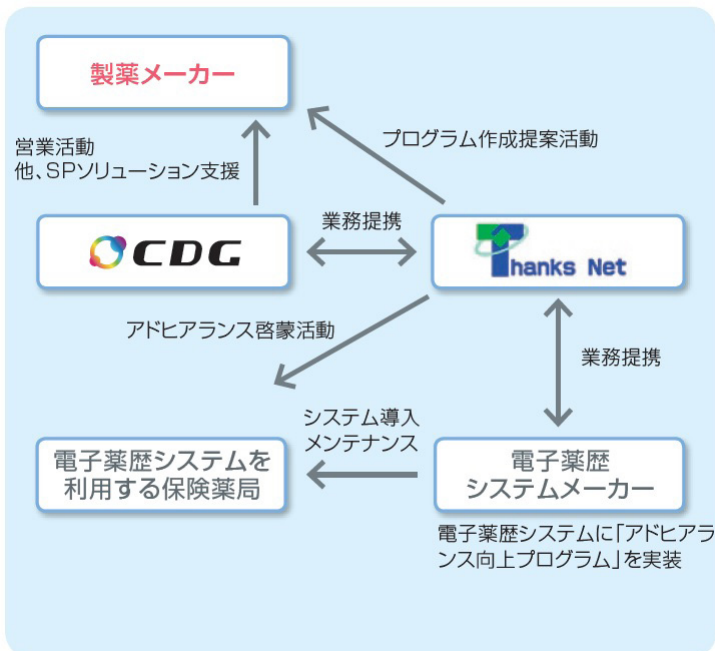 製薬メーカー
営業活動
他、SPソリューション支援
プログラム作成提案活動
CDG
業務提携
Thanks Net
アドヒアランス啓蒙活動
業務提携
システム導入
メンテナンス
電子薬歴システムを
利用する保険薬局
電子薬歴
システムメーカー
電子薬歴システムに「アドヒアラ
ンス向上プログラム」を実装